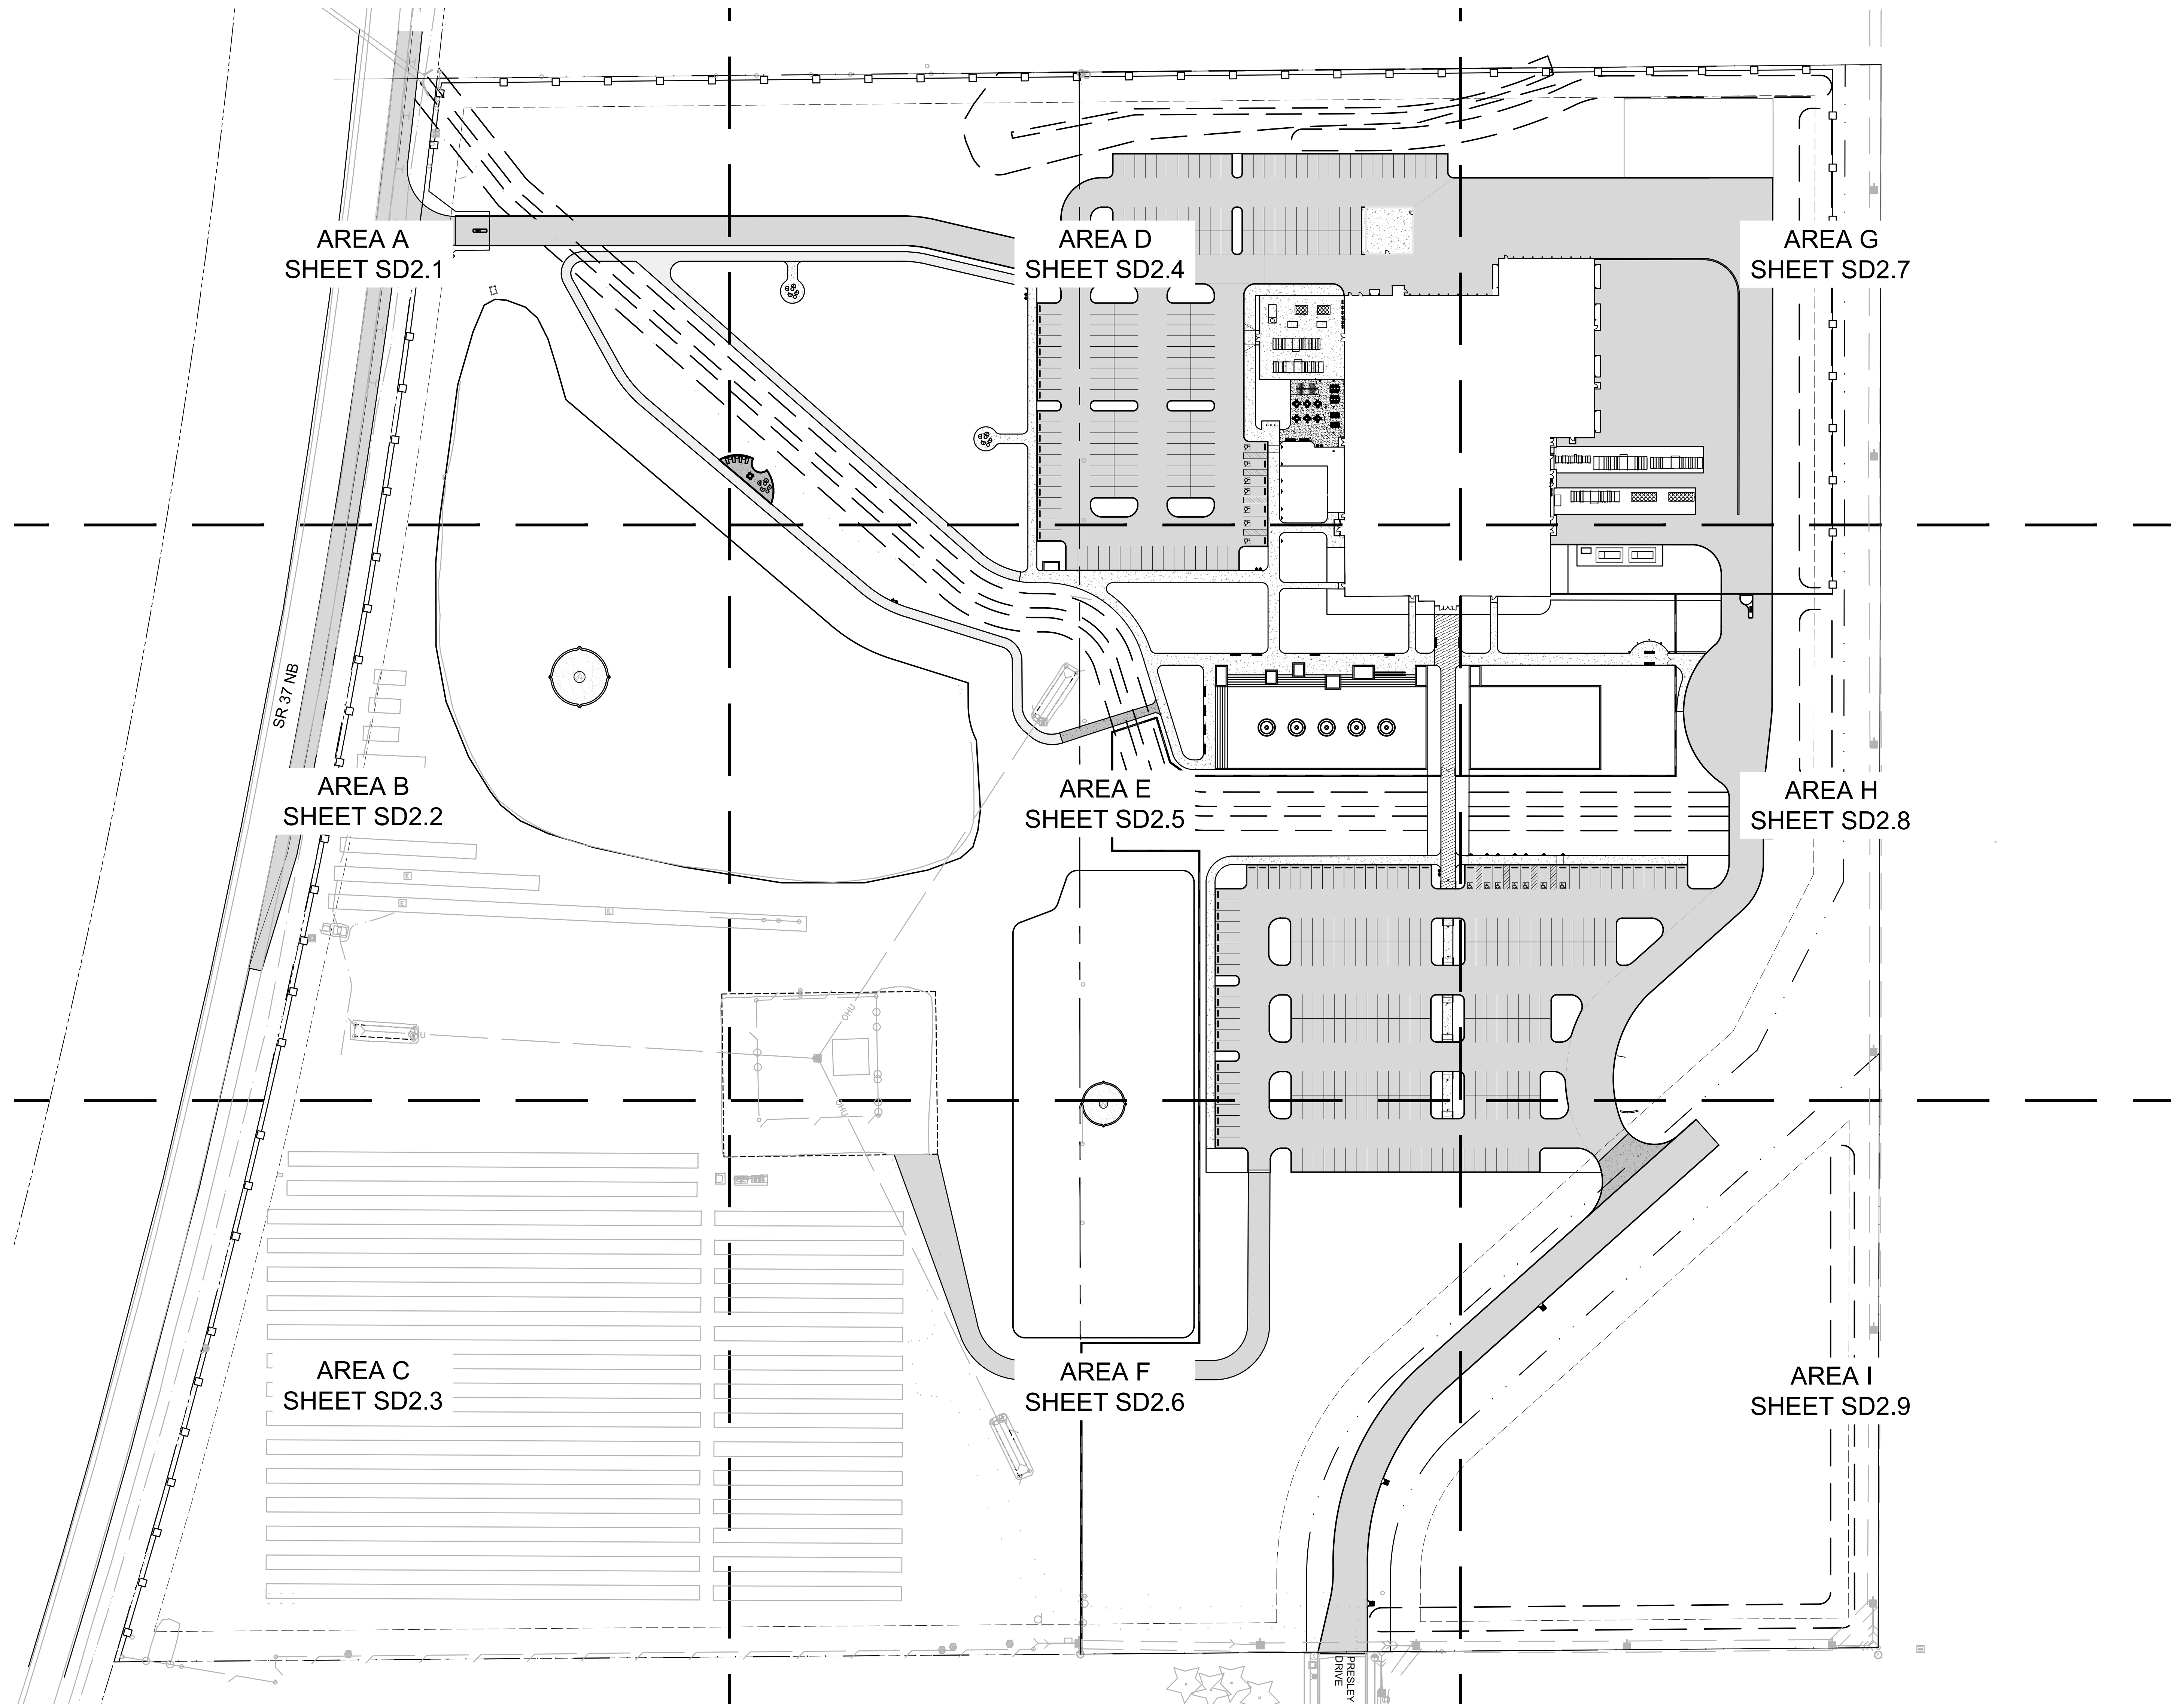 AREA A
SHEET SD2.1
AREA D
SHEET SD2.4
AREA G
SHEET SD2.7
SR 37 NB
AREA B
SHEET SD2.2
AREA E
SHEET SD2.5
AREA H
SHEET SD2.8
OHU
OHU
AREA C
SHEET SD2.3
AREA F
SHEET SD2.6
AREA I
SHEET SD2.9
PRESLEY
DRIVE